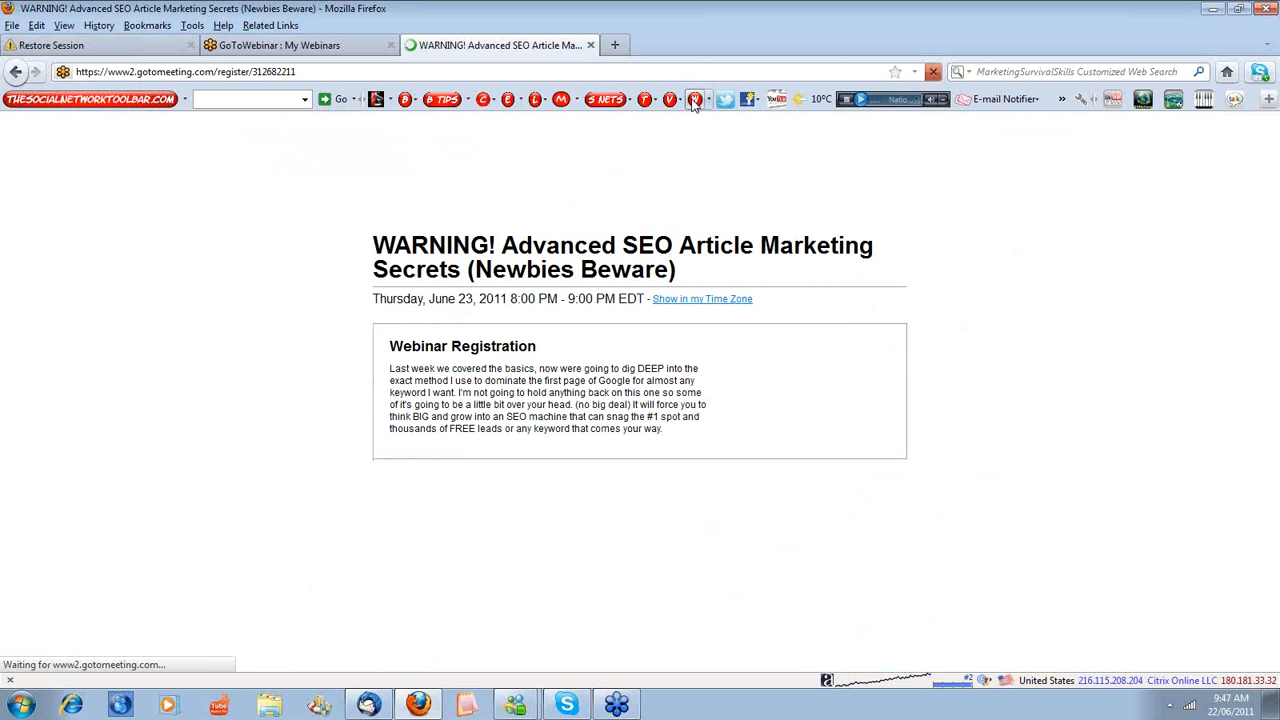 WARNING! Advanced SEO Article Marketing Secrets (Newbies Beware) - Mozilla Firefox
File Edit View History Bookmarks Tools Help Related Links
Restore Session
GoToWebinar : My Webinars
WARNING! Advanced SEO Article Ma...
https://www2.gotomeeting.com/register/312682211
MarketingSurvivalSkills Customized Web Search
THESOCIALNETWORKTOOLBAR.COM Go B B TIPS C E L M S NETS T V 10°C Natio... E-mail Notifier
WARNING! Advanced SEO Article Marketing
Secrets (Newbies Beware)
Thursday, June 23, 2011 8:00 PM - 9:00 PM EDT - Show in my Time Zone
Webinar Registration
Last week we covered the basics, now were going to dig DEEP into the
exact method I use to dominate the first page of Google for almost any
keyword I want. I'm not going to hold anything back on this one so some
of it's going to be a little bit over your head. (no big deal) It will force you to
think BIG and grow into an SEO machine that can snag the #1 spot and
thousands of FREE leads or any keyword that comes your way.
Waiting for www2.gotomeeting.com...
#2 United States 216.115.208.204 Citrix Online LLC 180.181.33.32
9:47 AM
22/06/2011